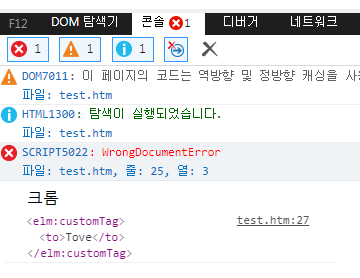 F12 DOM 탐색기 콘솔 1 디버거 네트워크
1 1 1
DOM7011: 이 페이지의 코드는 역방향 및 정방향 캐싱을 사용
파일: test.htm
HTML1300: 탐색이 실행되었습니다.
파일: test.htm
SCRIPT5022: WrongDocumentError
파일: test.htm, 줄: 25, 열: 3
크롬
<elm:customTag> test.htm:27
<to>Tove</to>
</elm:customTag>